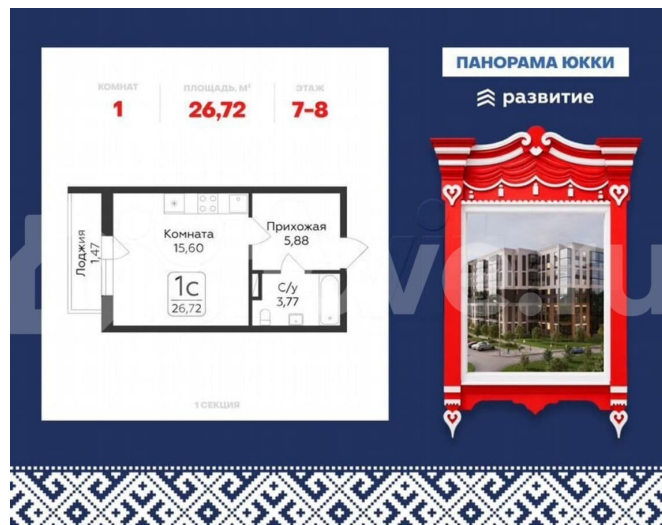 ПАНОРАМА ЮККИ
развитие
КОМНАТ
1
ПЛОЩАДЬ, М²
26,72
ЭТАЖ
7-8
Лоджия
1,47
Комната
15,60
Прихожая
5,88
1С
26,72
С/у
3,77
1 СЕКЦИЯ